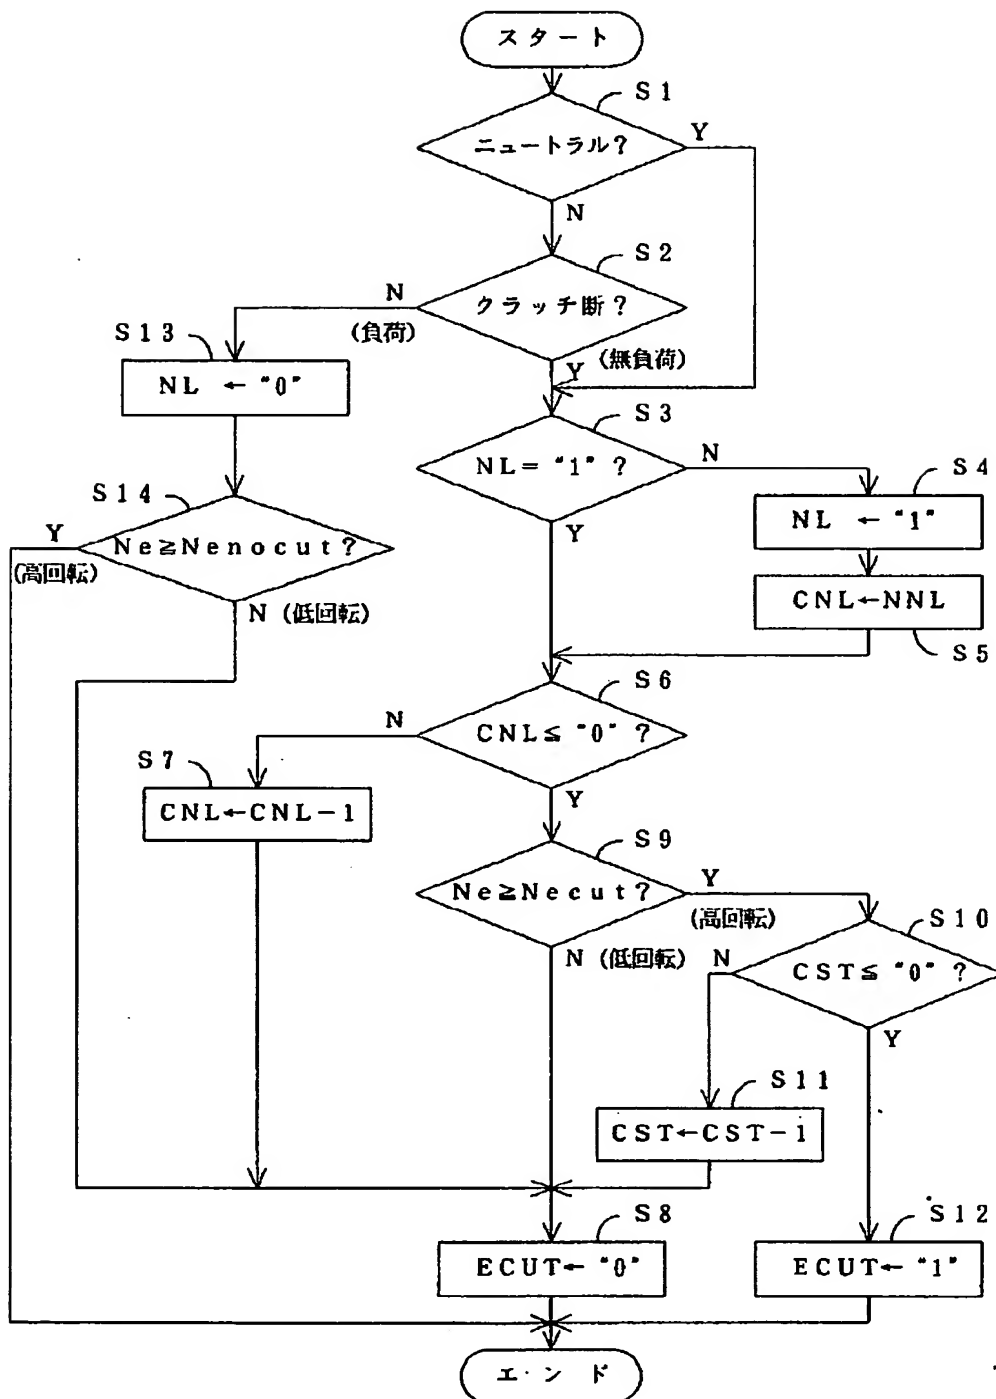 スタート
S1
ニュートラル?
Y
N
S2
クラッチ断?
N
(負荷)
(無負荷)
Y
S13
NL ← "0"
S3
NL= "1" ?
N
Y
S4
NL ← "1"
CNL←NNL
S5
S14
Ne≧Nenocut?
Y
(高回転)
N (低回転)
S6
CNL≦ "0" ?
N
Y
S7
CNL←CNL-1
S9
Ne≧Necut?
Y
(高回転)
N (低回転)
S10
CST≦ "0" ?
N
Y
S11
CST←CST-1
S8
ECUT← "0"
S12
ECUT← "1"
エンド